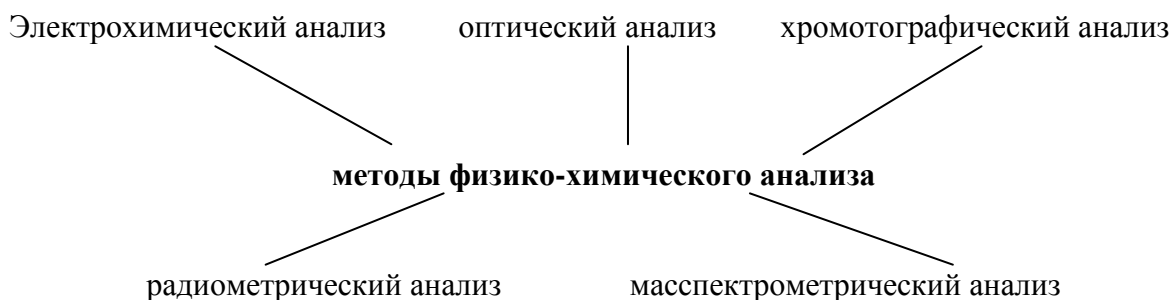 Электрохимический анализ оптический анализ хромотографический анализ
методы физико-химического анализа
радиометрический анализ масспектрометрический анализ